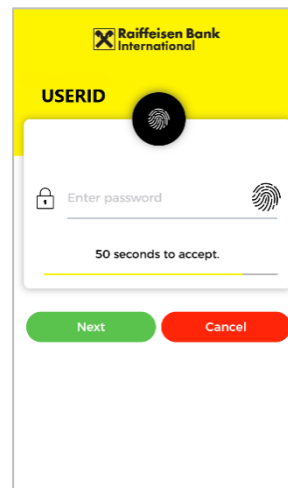 Raiffeisen Bank
International
USERID
Enter password
50 seconds to accept.
Next
Cancel